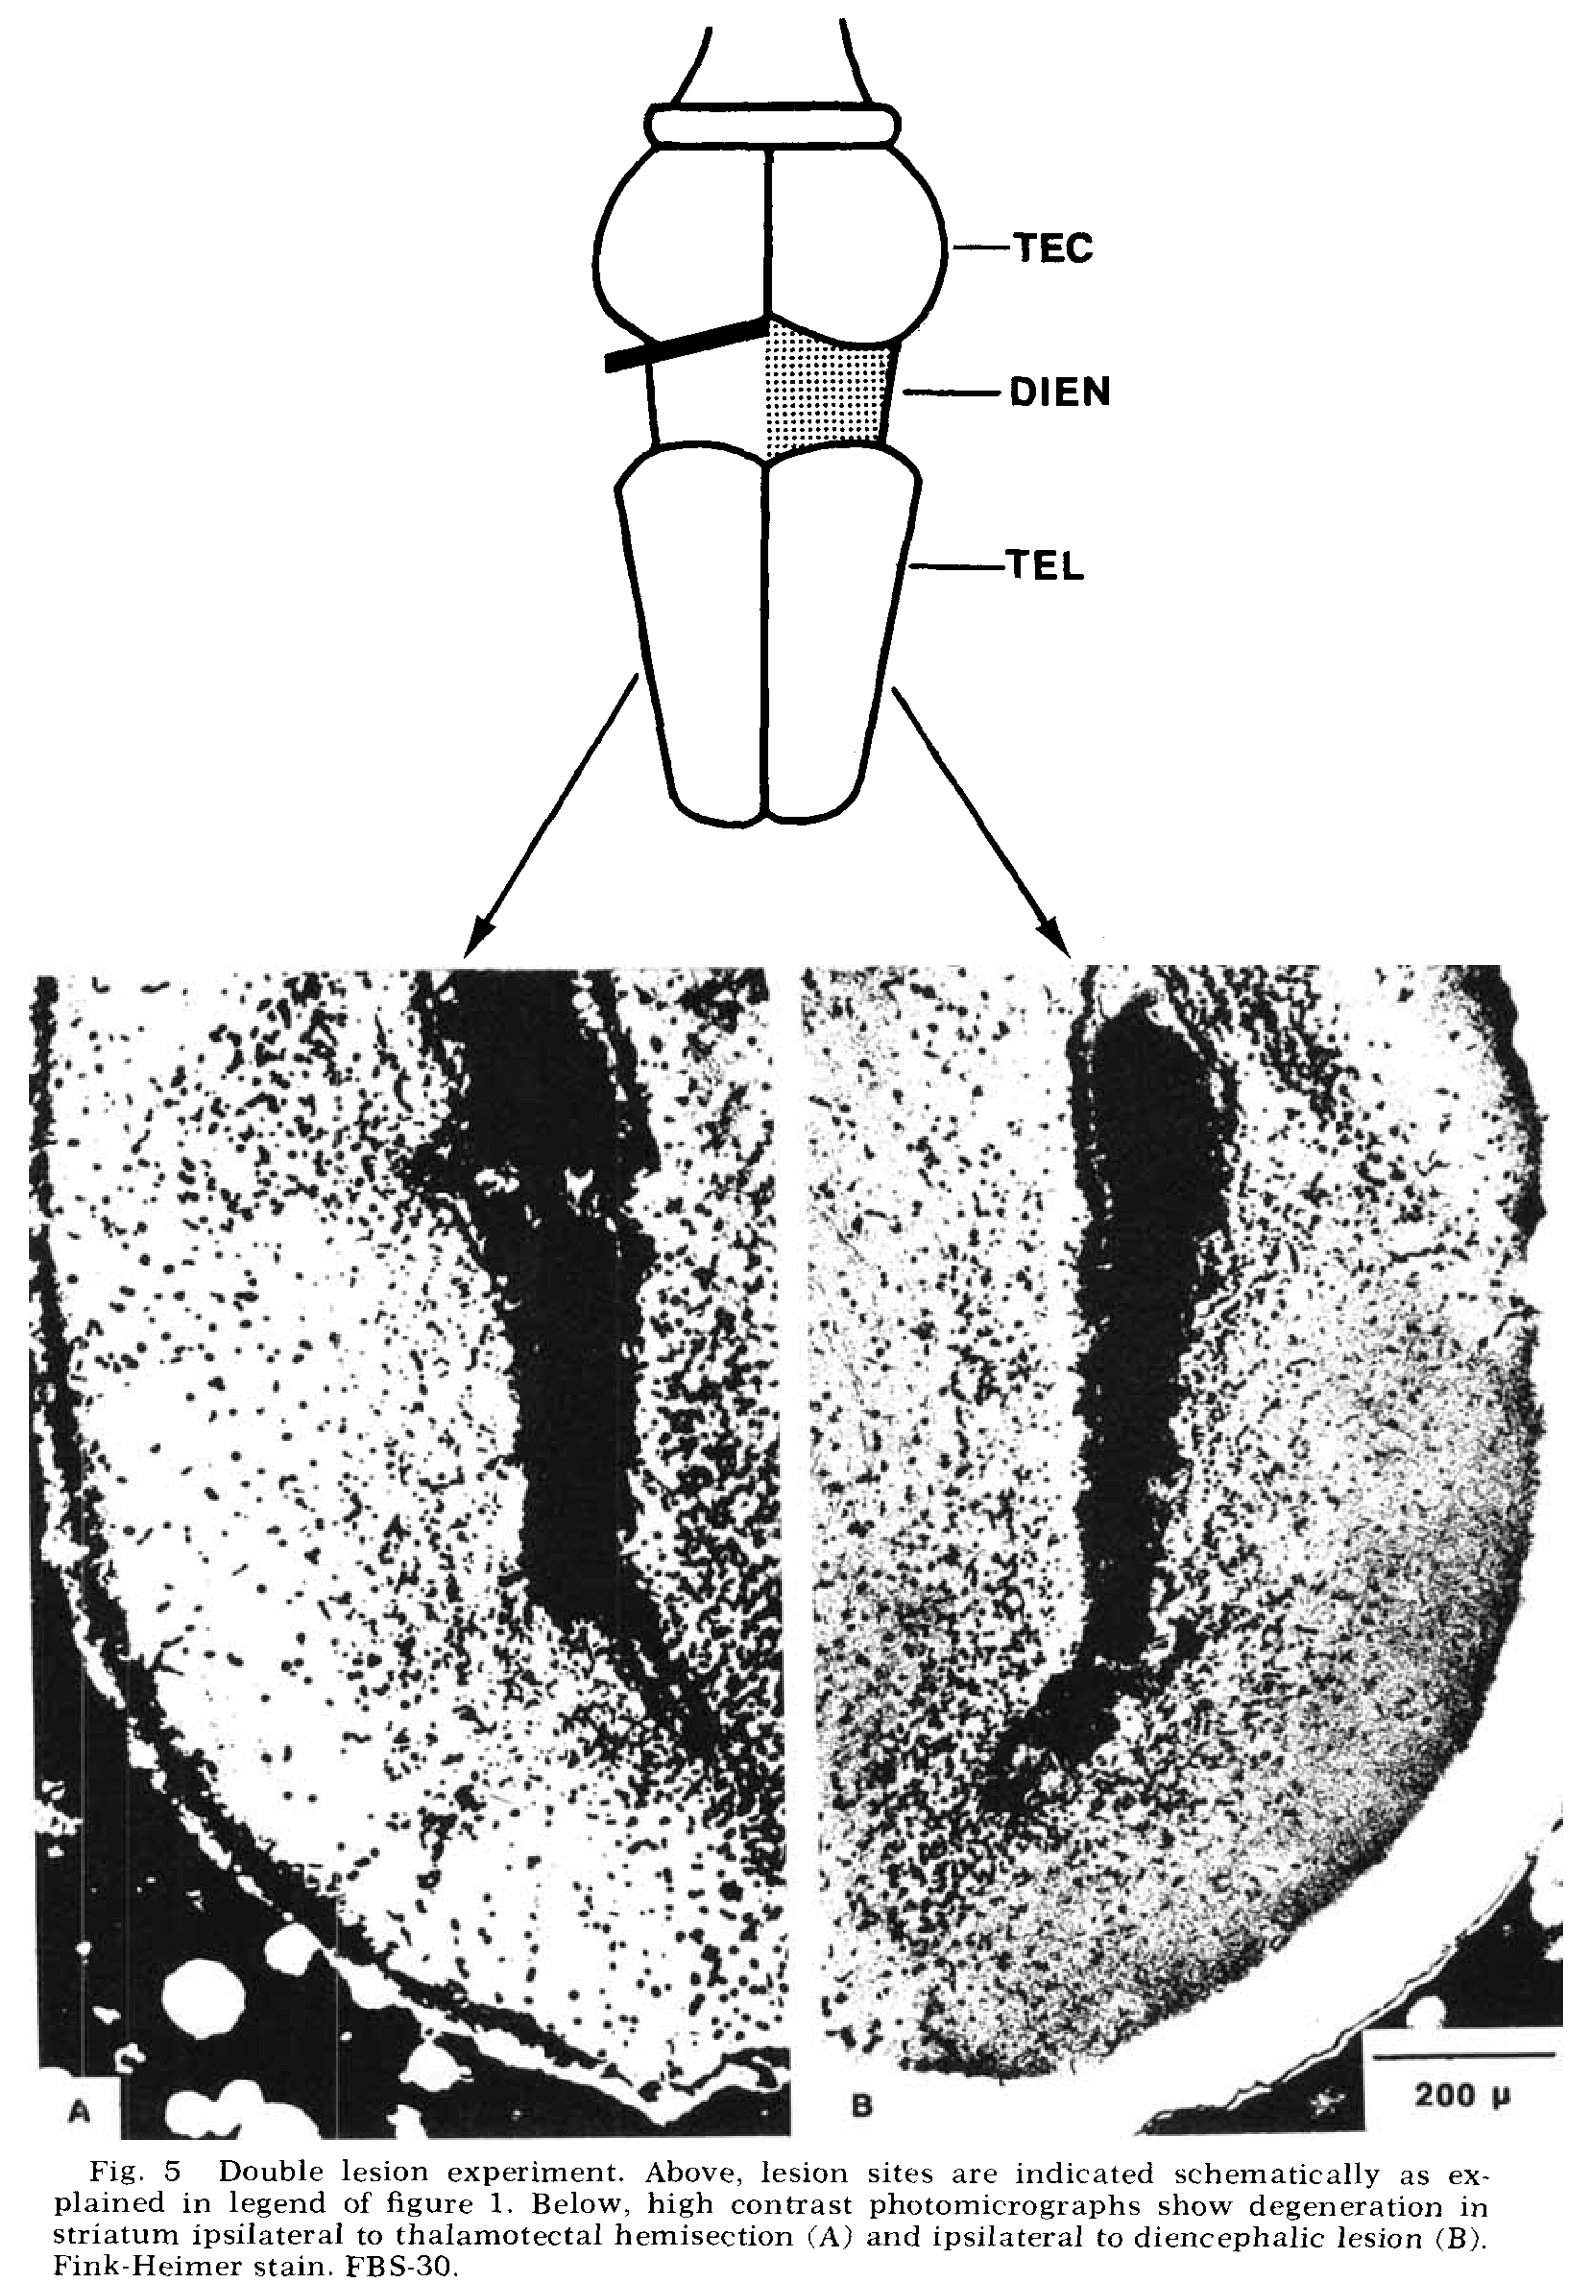 TEC
DIEN
TEL
A
B
200 μ
Fig. 5 Double lesion experiment. Above, lesion sites are indicated schematically as ex-
plained in legend of figure 1. Below, high contrast photomicrographs show degeneration in
striatum ipsilateral to thalamotectal hemisection (A) and ipsilateral to diencephalic lesion (B).
Fink-Heimer stain. FBS-30.